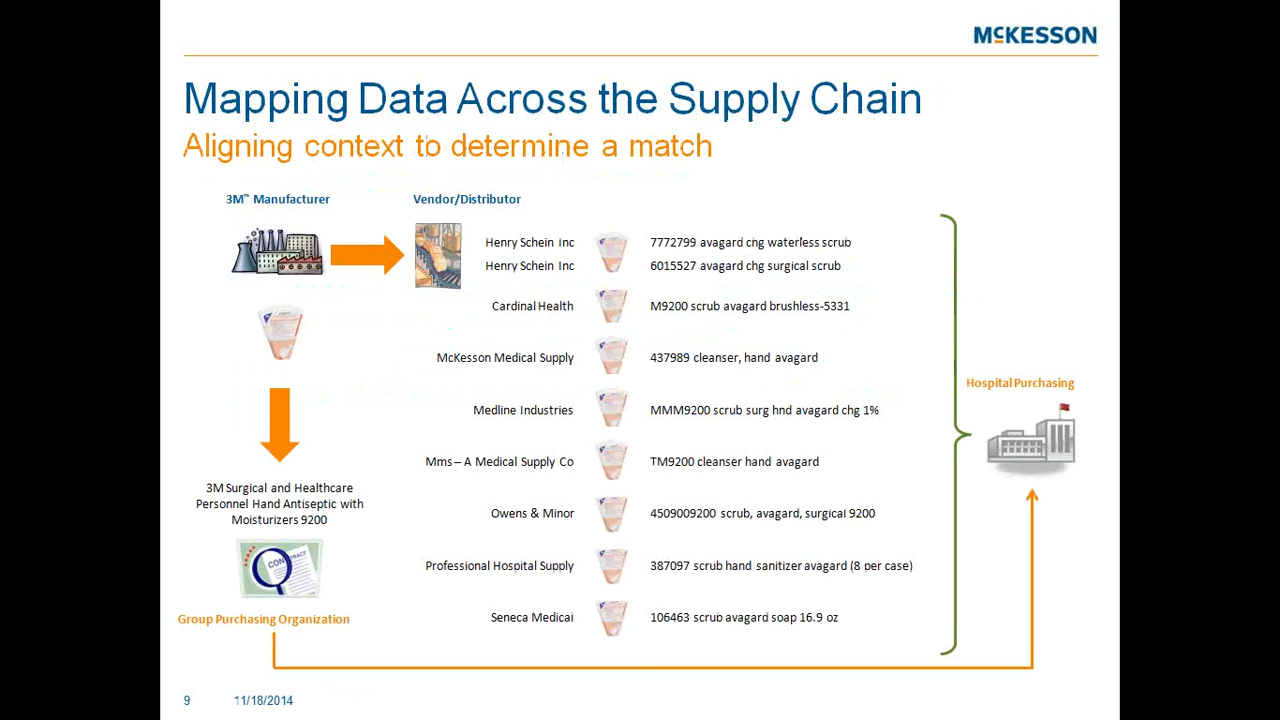 McKESSON
Mapping Data Across the Supply Chain
Aligning context to determine a match
3M™ Manufacturer
Vendor/Distributor
Henry Schein Inc
7772799 avagard chg waterless scrub
Henry Schein Inc
6015527 avagard chg surgical scrub
Cardinal Health
M9200 scrub avagard brushless-5331
McKesson Medical Supply
437989 cleanser, hand avagard
Medline Industries
MMM9200 scrub surg hnd avagard chg 1%
Mms – A Medical Supply Co
TM9200 cleanser hand avagard
Owens & Minor
4509009200 scrub, avagard, surgical 9200
Professional Hospital Supply
387097 scrub hand sanitizer avagard (8 per case)
Seneca Medical
106463 scrub avagard soap 16.9 oz
3M Surgical and Healthcare
Personnel Hand Antiseptic with
Moisturizers 9200
CONTRACT
Group Purchasing Organization
Hospital Purchasing
9
11/18/2014